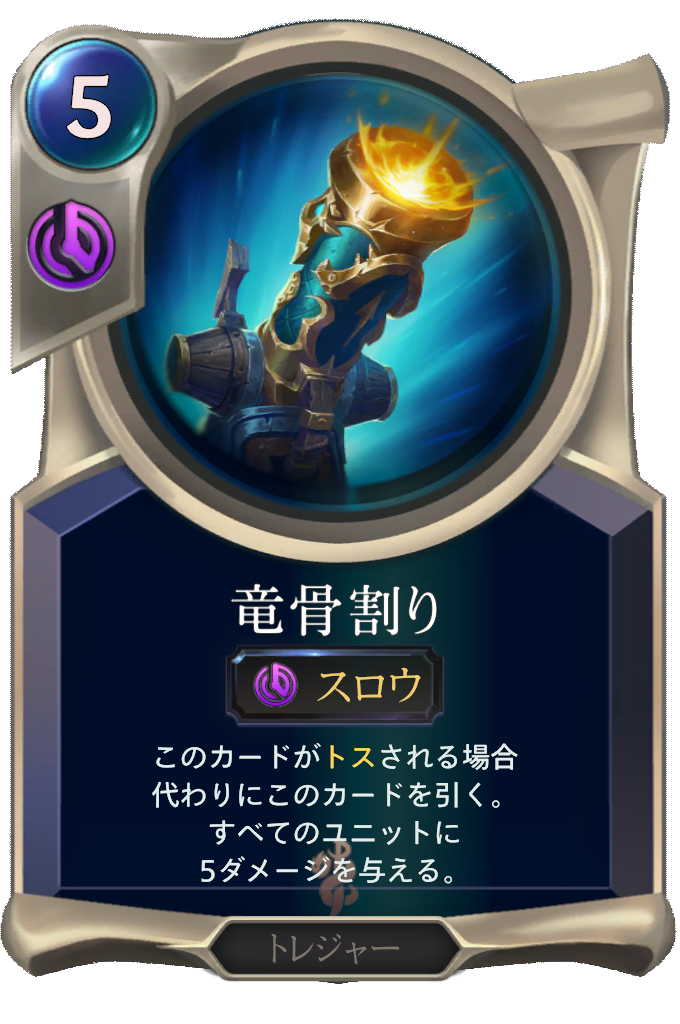 5
竜骨割り
スロウ
このカードがトスされる場合
代わりにこのカードを引く。
すべてのユニットに
5ダメージを与える。
トレジャー